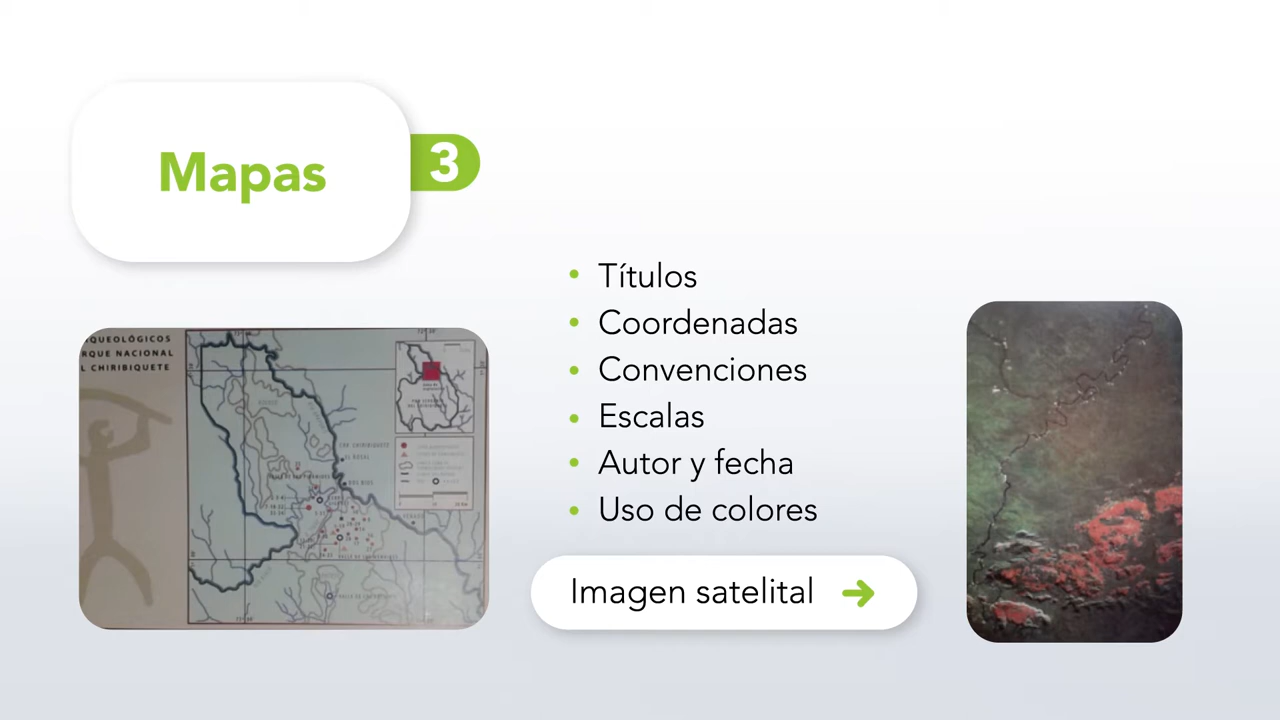 Mapas
3
QUEOLÓGICOS
RQUE NACIONAL
L CHIRIBIQUETE
Títulos
Coordenadas
Convenciones
Escalas
Autor y fecha
Uso de colores
Imagen satelital